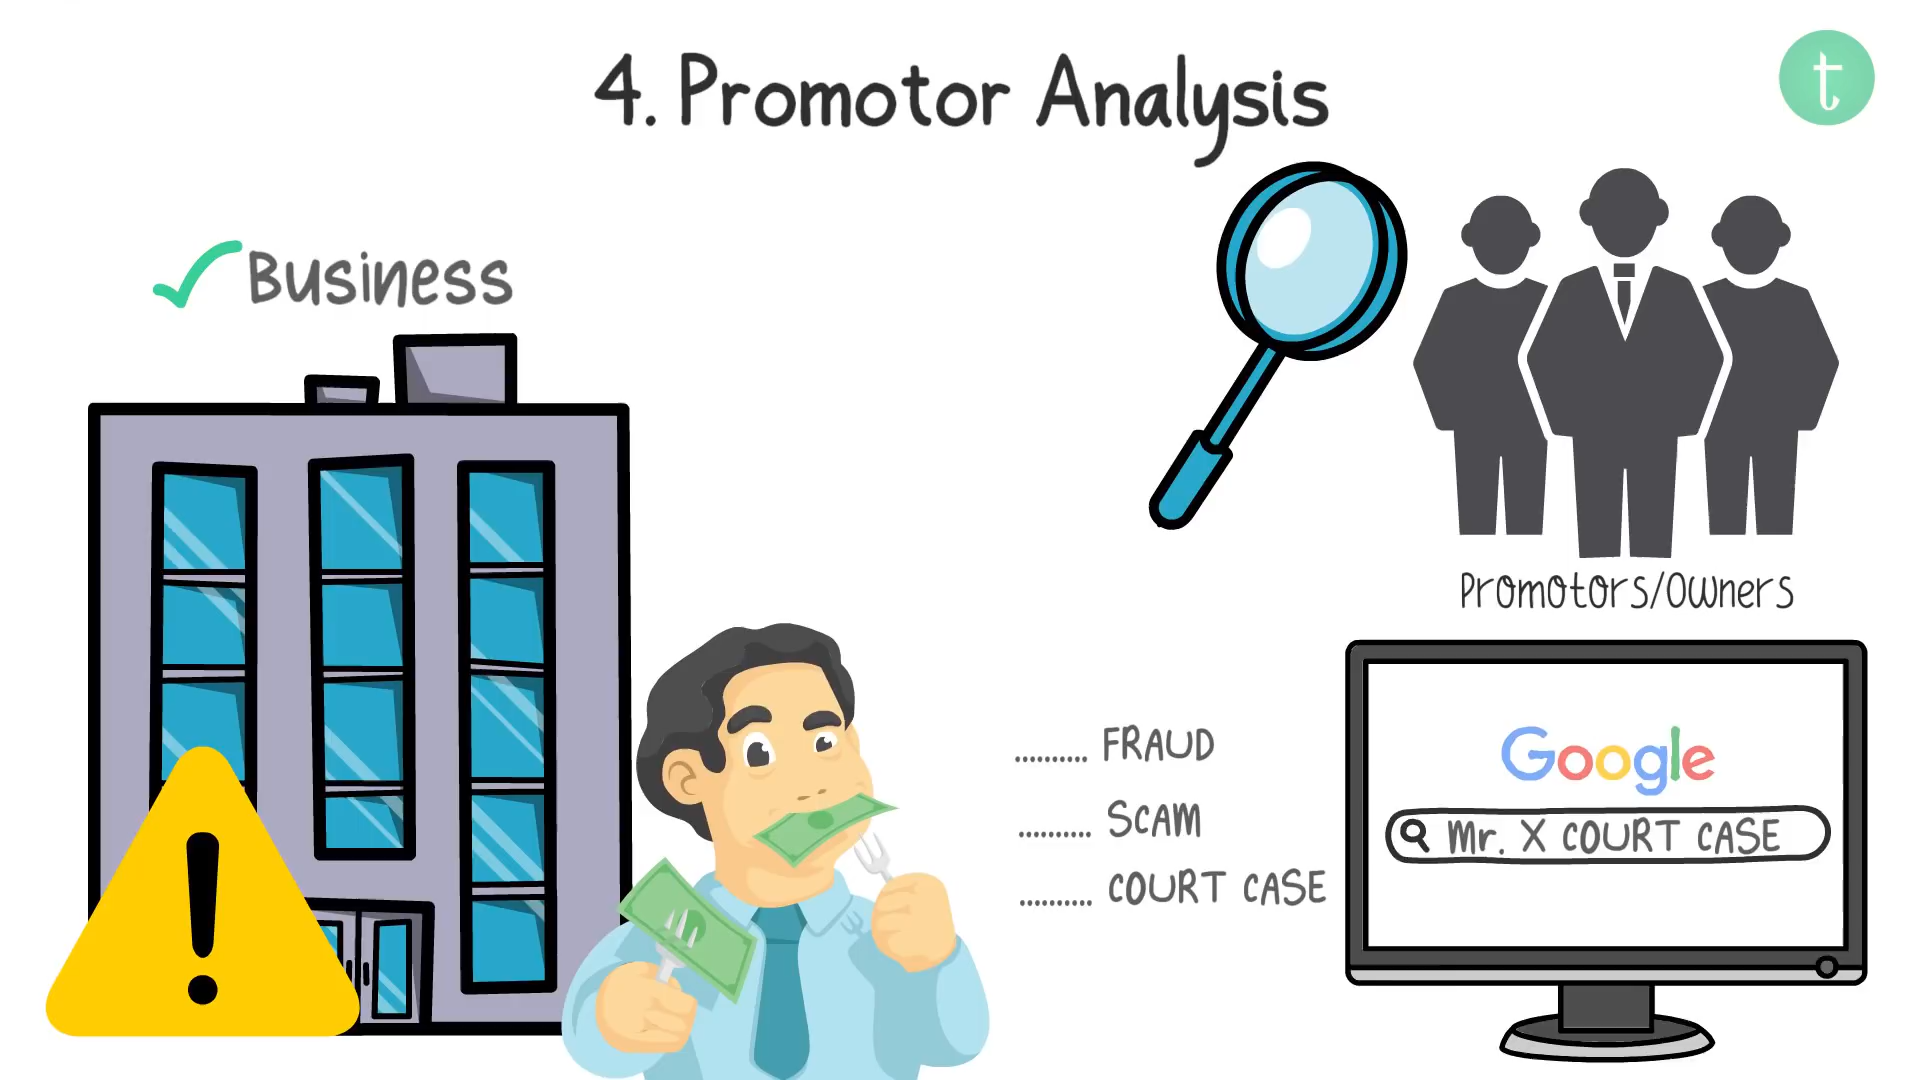 4. Promotor Analysis
t
Business
Promotors/Owners
.......... FRAUD
.......... SCAM
.......... COURT CASE
Google
Mr. X COURT CASE